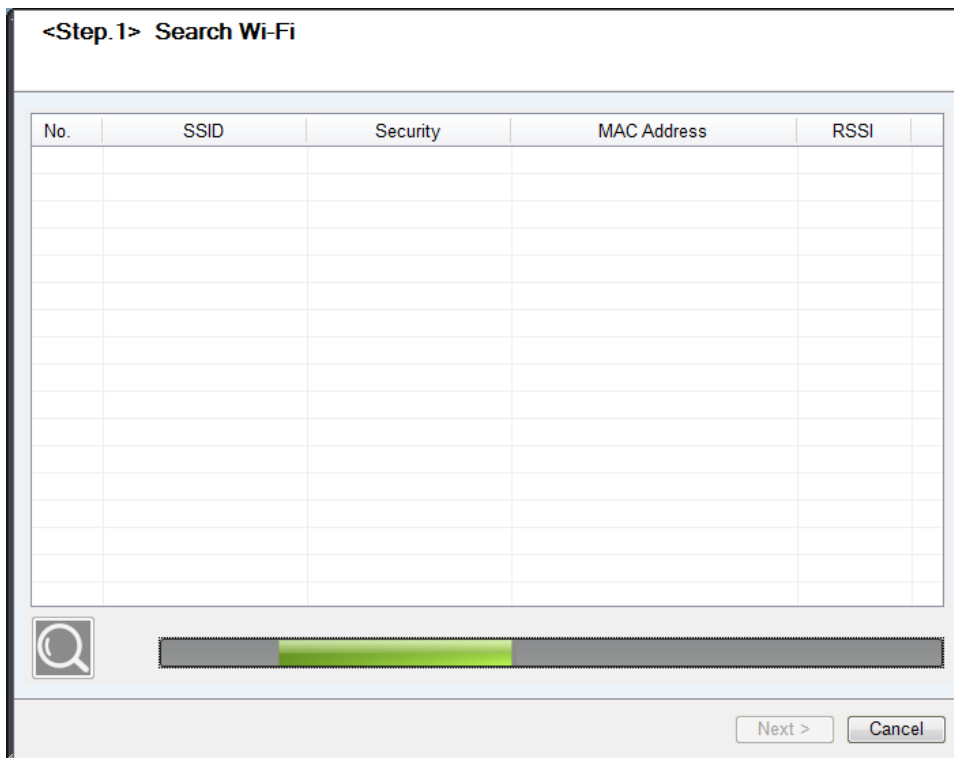 <Step.1> Search Wi-Fi
No. SSID Security MAC Address RSSI
Next > Cancel